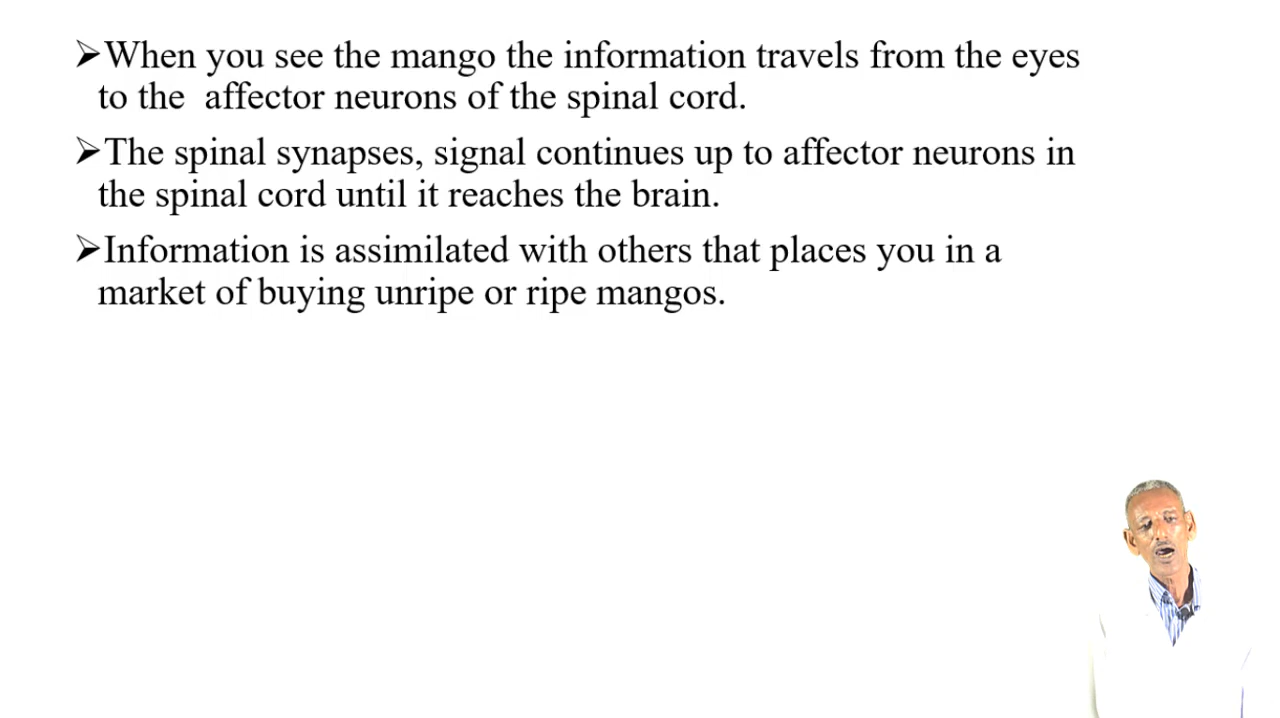 ➢When you see the mango the information travels from the eyes
to the  affector neurons of the spinal cord.
➢The spinal synapses, signal continues up to affector neurons in
the spinal cord until it reaches the brain.
➢Information is assimilated with others that places you in a
market of buying unripe or ripe mangos.